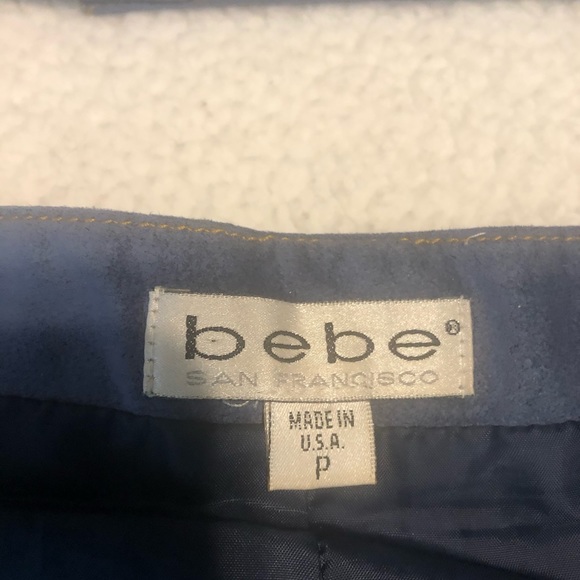 bebe®
SAN FRANCISCO
MADE IN
U.S.A.
P